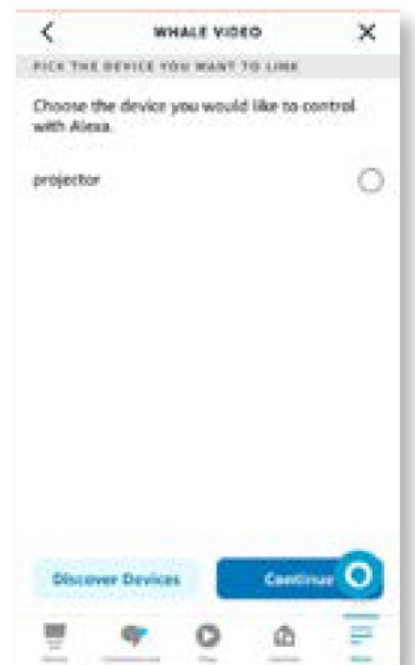 WHALE VIDEO
PICK THE DEVICE YOU WANT TO LINK
Choose the device you would like to control
with Alexa.
projector
Discover Devices
Continue